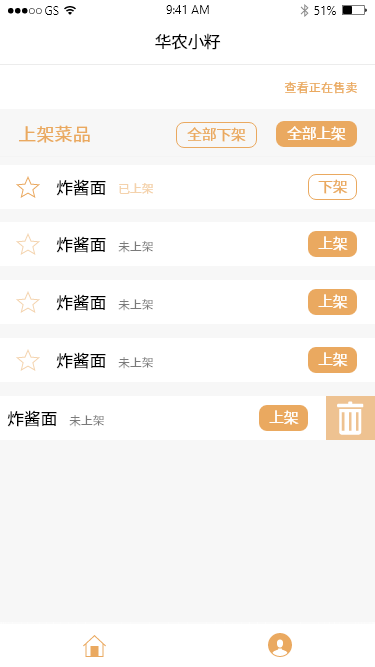 GS 9:41 AM 51%
华农小籽
查看正在售卖
上架菜品 全部下架 全部上架
炸酱面 已上架 下架
炸酱面 未上架 上架
炸酱面 未上架 上架
炸酱面 未上架 上架
炸酱面 未上架 上架